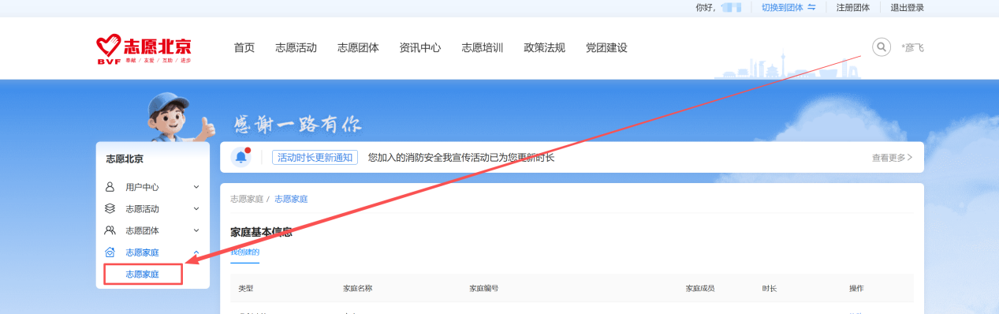 你好，
切换到团体
注册团体
退出登录
志愿北京
BVF 奉献 / 友爱 / 互助 / 进步
首页 志愿活动 志愿团体 资讯中心 志愿培训 政策法规 党团建设
*彦飞
感谢一路有你
志愿北京
用户中心
志愿活动
志愿团体
志愿家庭
志愿家庭
活动时长更新通知 您加入的消防安全我宣传活动已为您更新时长 查看更多
志愿家庭 / 志愿家庭
家庭基本信息
我创建的
类型 家庭名称 家庭编号 家庭成员 时长 操作